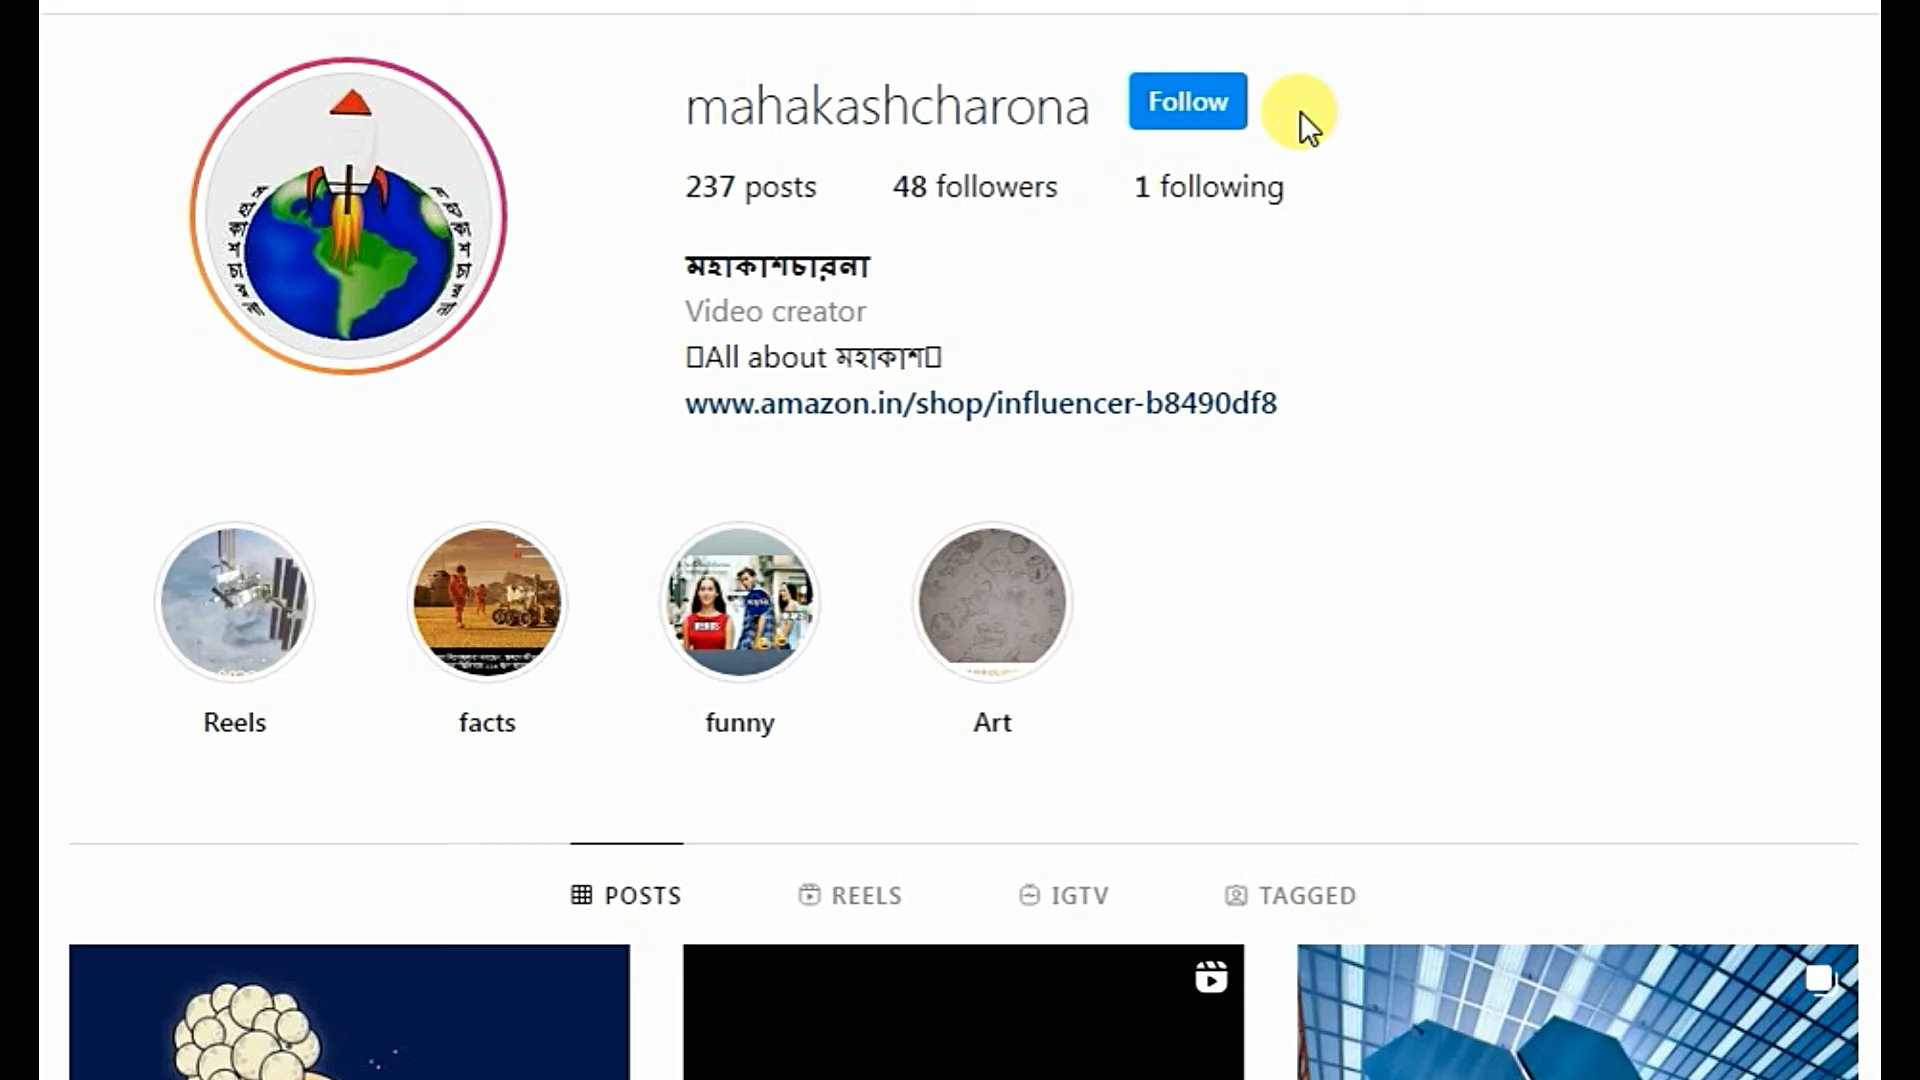 mahakashcharona Follow
237 posts 48 followers 1 following
মহাকাশচারনা
Video creator
All about মহাকাশ
www.amazon.in/shop/influencer-b8490df8
VENUS
Reels facts funny Art
POSTS REELS IGTV TAGGED